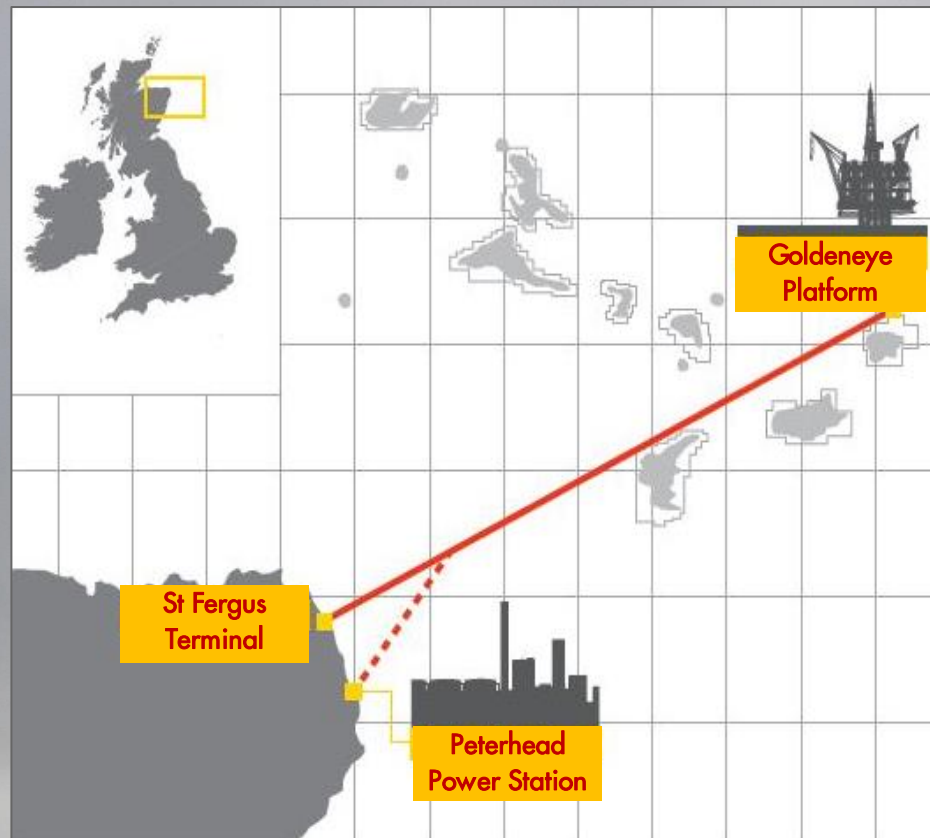 Goldeneye
Platform
St Fergus
Terminal
Peterhead
Power Station